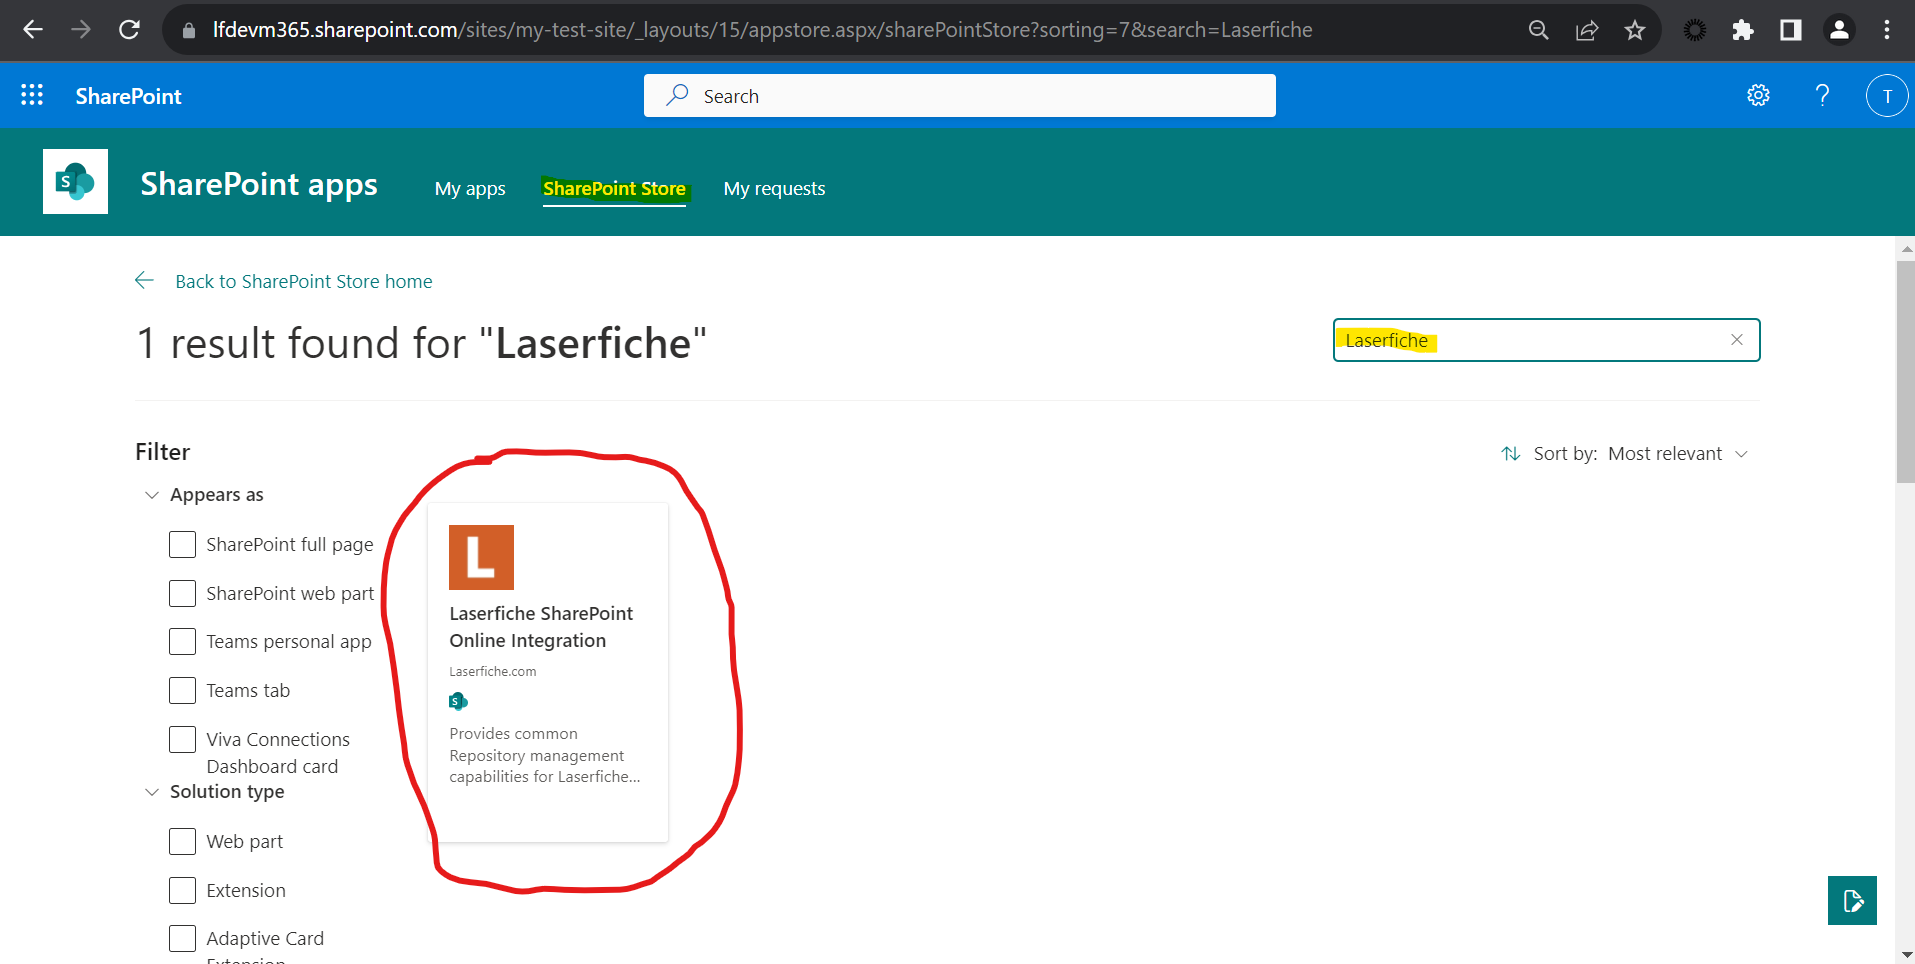 lfdevm365.sharepoint.com/sites/my-test-site/_layouts/15/appstore.aspx/sharePointStore?sorting=7&search=Laserfiche
SharePoint
Search
?
T
S
SharePoint apps
My apps
SharePoint Store
My requests
Back to SharePoint Store home
1 result found for "Laserfiche"
Laserfiche
Filter
Sort by: Most relevant
Appears as
SharePoint full page
SharePoint web part
Teams personal app
Teams tab
Viva Connections
Dashboard card
Solution type
Web part
Extension
Adaptive Card
Extension
L
Laserfiche SharePoint
Online Integration
Laserfiche.com
S
Provides common
Repository management
capabilities for Laserfiche...